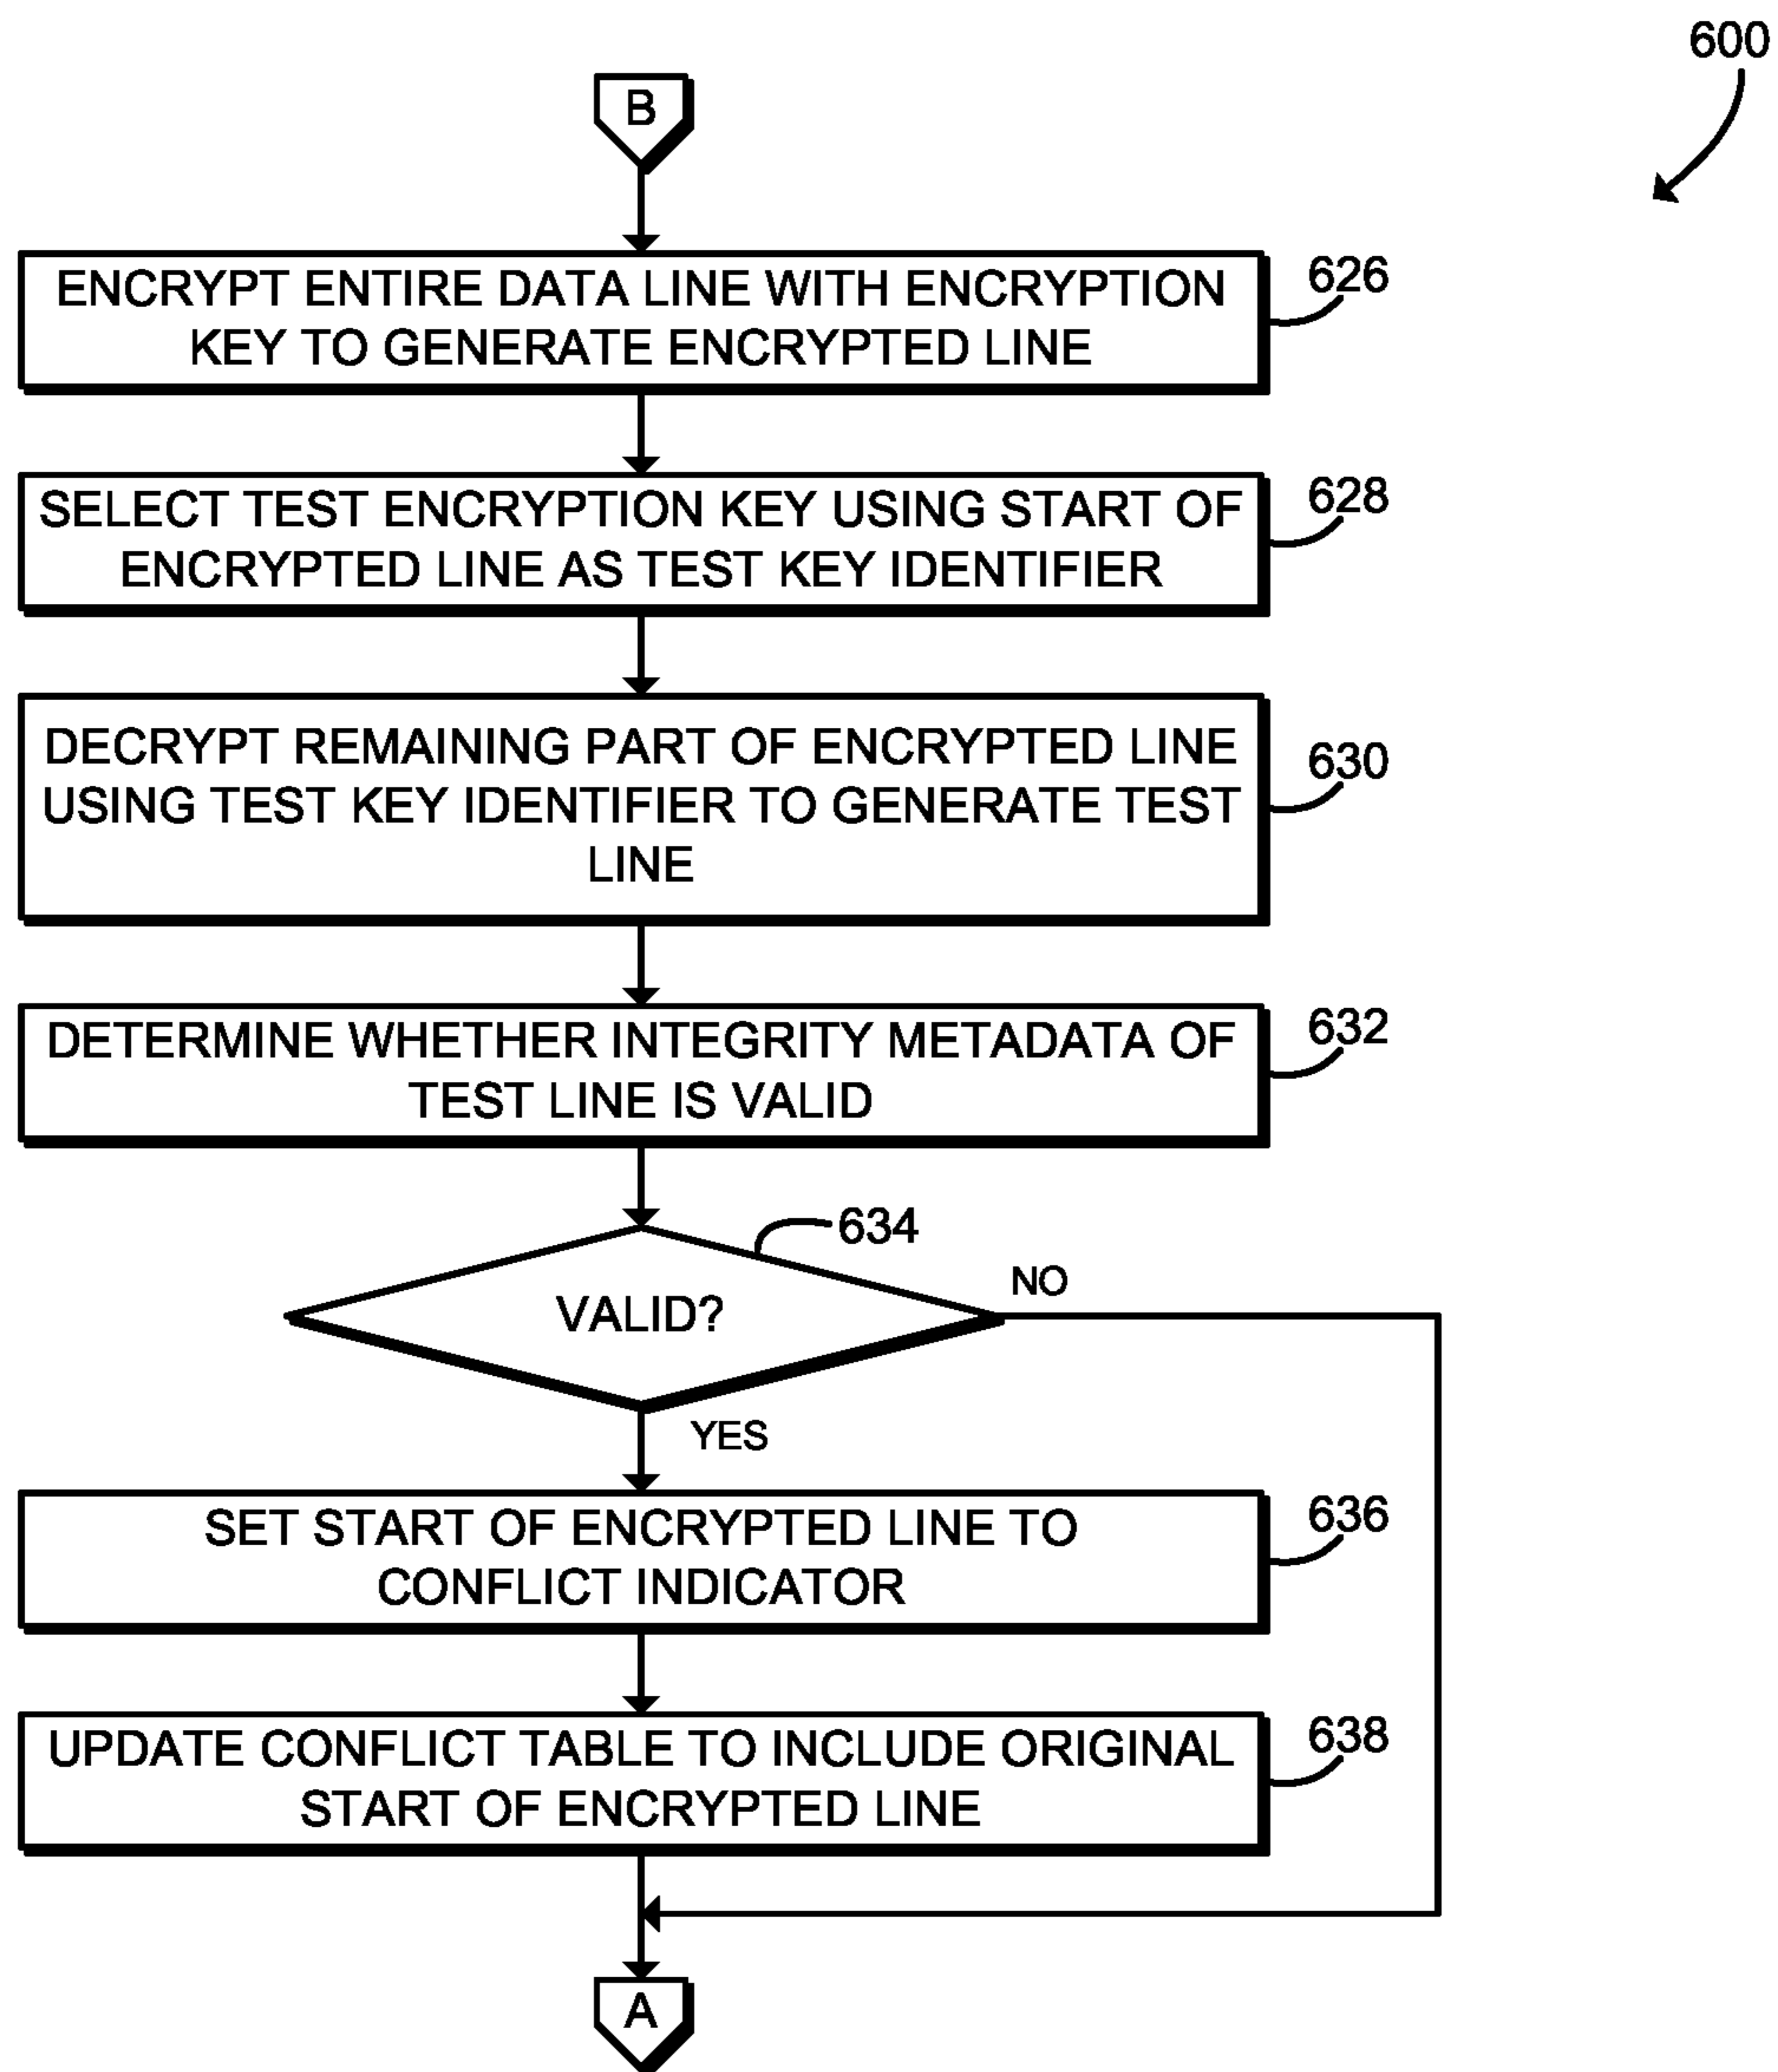 600
B
ENCRYPT ENTIRE DATA LINE WITH ENCRYPTION
KEY TO GENERATE ENCRYPTED LINE
626
SELECT TEST ENCRYPTION KEY USING START OF
ENCRYPTED LINE AS TEST KEY IDENTIFIER
628
DECRYPT REMAINING PART OF ENCRYPTED LINE
USING TEST KEY IDENTIFIER TO GENERATE TEST
LINE
630
DETERMINE WHETHER INTEGRITY METADATA OF
TEST LINE IS VALID
632
634
VALID?
NO
YES
SET START OF ENCRYPTED LINE TO
CONFLICT INDICATOR
636
UPDATE CONFLICT TABLE TO INCLUDE ORIGINAL
START OF ENCRYPTED LINE
638
A